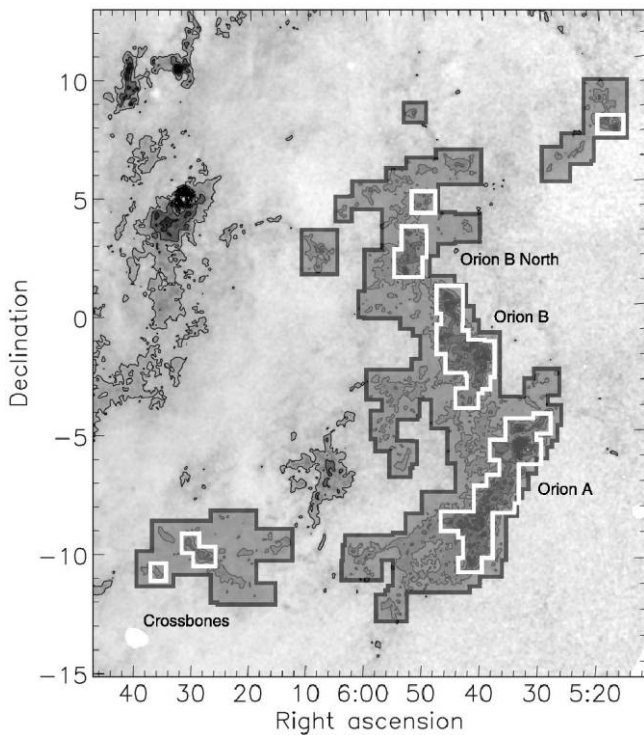 10
5
Orion B North
0
Orion B
Declination
-5
Orion A
-10
Crossbones
-15
40 30 20 10 6:00 50 40 30 5:20
Right ascension